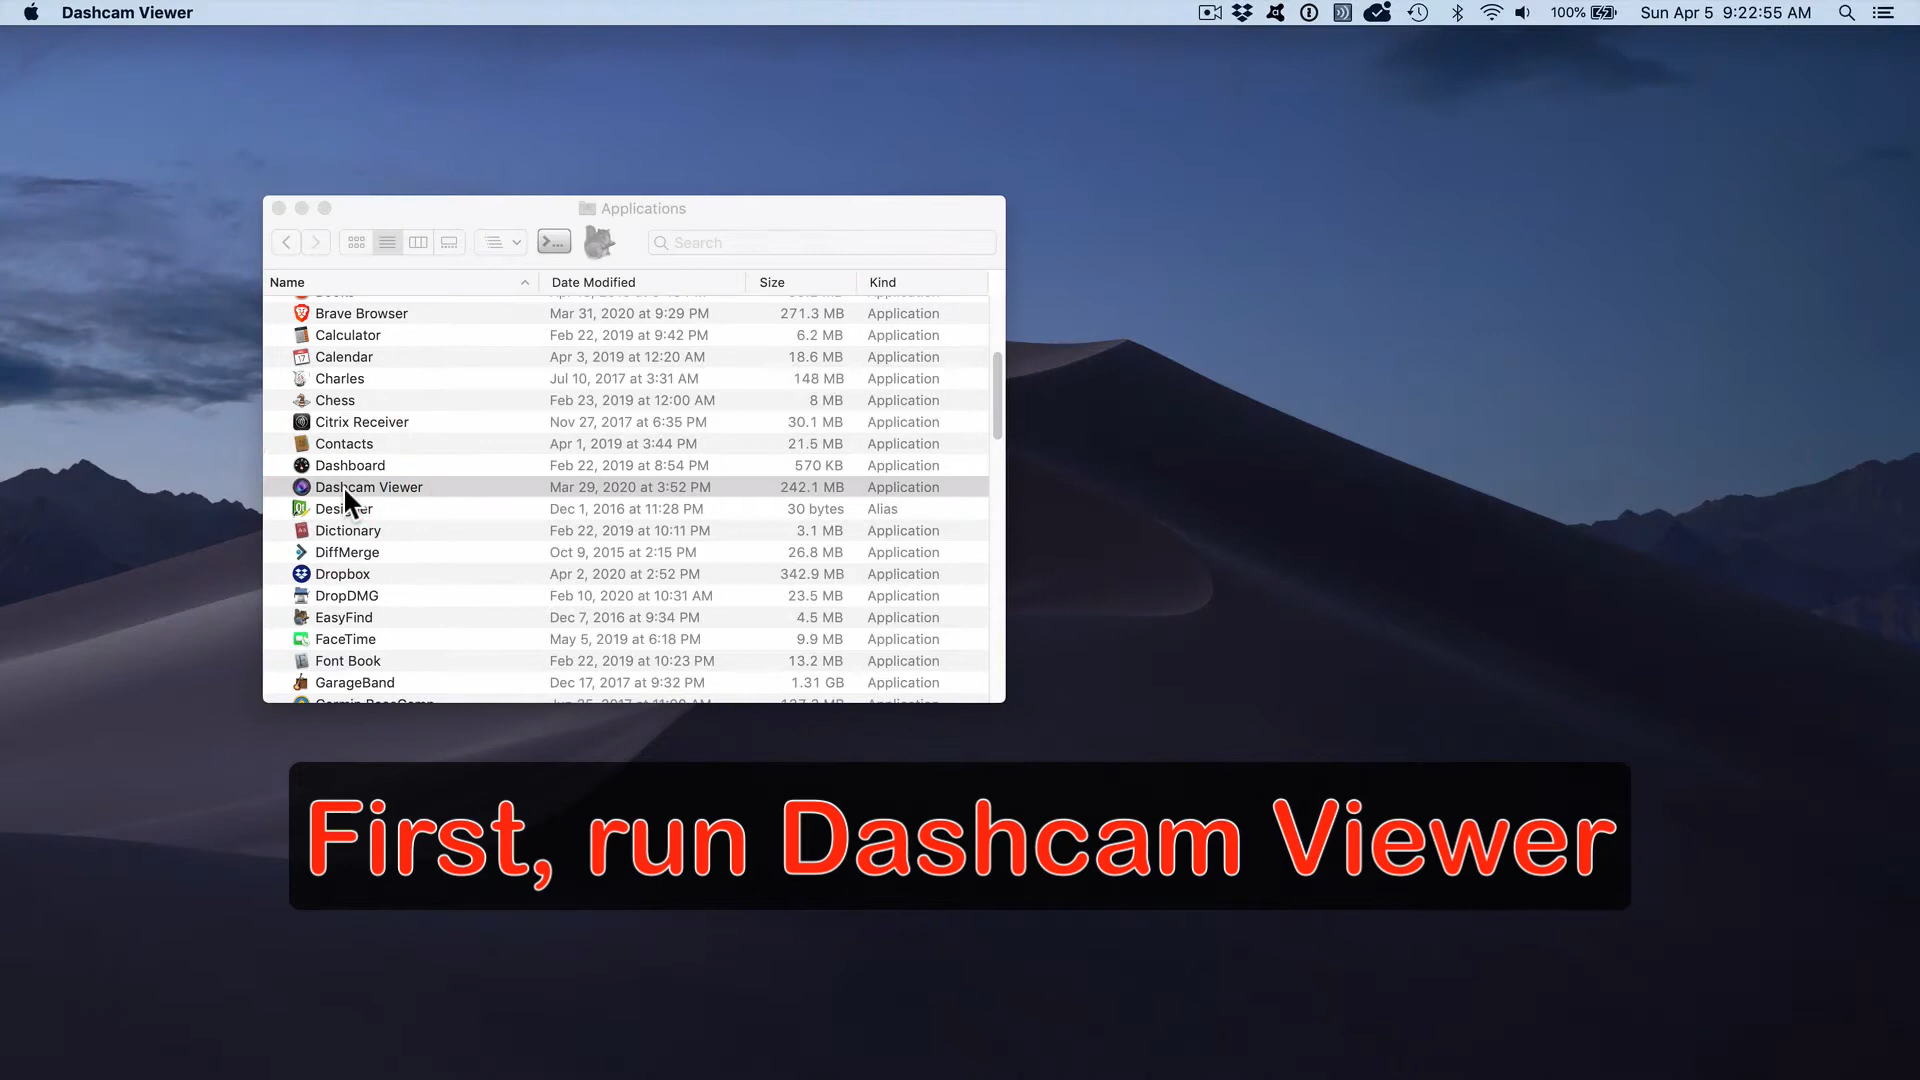 Dashcam Viewer 100% Sun Apr 5 9:22:55 AM
Applications
Search
Name Date Modified Size Kind
Brave Browser Mar 31, 2020 at 9:29 PM 271.3 MB Application
Calculator Feb 22, 2019 at 9:42 PM 6.2 MB Application
Calendar Apr 3, 2019 at 12:20 AM 18.6 MB Application
Charles Jul 10, 2017 at 3:31 AM 148 MB Application
Chess Feb 23, 2019 at 12:00 AM 8 MB Application
Citrix Receiver Nov 27, 2017 at 6:35 PM 30.1 MB Application
Contacts Apr 1, 2019 at 3:44 PM 21.5 MB Application
Dashboard Feb 22, 2019 at 8:54 PM 570 KB Application
Dashcam Viewer Mar 29, 2020 at 3:52 PM 242.1 MB Application
Designer Dec 1, 2016 at 11:28 PM 30 bytes Alias
Dictionary Feb 22, 2019 at 10:11 PM 3.1 MB Application
DiffMerge Oct 9, 2015 at 2:15 PM 26.8 MB Application
Dropbox Apr 2, 2020 at 2:52 PM 342.9 MB Application
DropDMG Feb 10, 2020 at 10:31 AM 23.5 MB Application
EasyFind Dec 7, 2016 at 9:34 PM 4.5 MB Application
FaceTime May 5, 2019 at 6:18 PM 9.9 MB Application
Font Book Feb 22, 2019 at 10:23 PM 13.2 MB Application
GarageBand Dec 17, 2017 at 9:32 PM 1.31 GB Application
First, run Dashcam Viewer